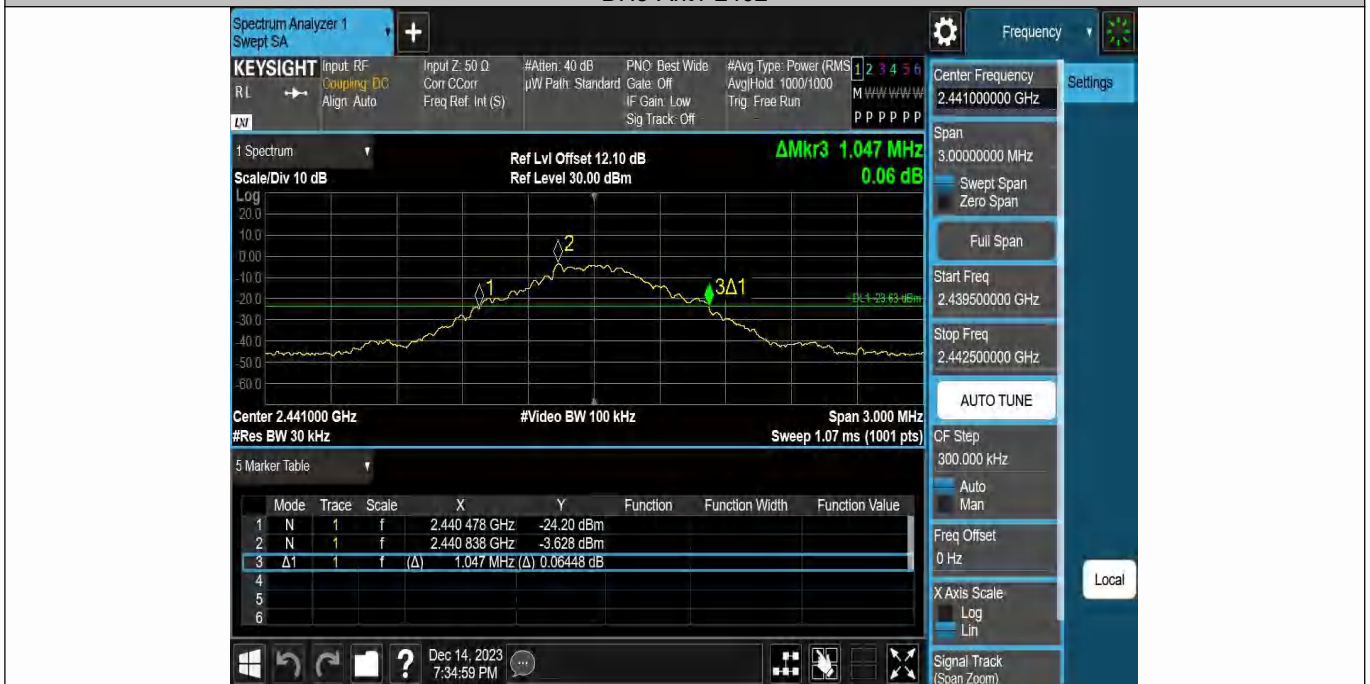 Spectrum Analyzer 1
Swept SA
+
Frequency
KEYSIGHT
RL
LXI
Input: RF
Coupling: DC
Align: Auto
Input Z: 50 Ω
Corr CCorr
Freq Ref: Int (S)
#Atten: 40 dB
µW Path: Standard
PNO: Best Wide
Gate: Off
IF Gain: Low
Sig Track: Off
#Avg Type: Power (RMS
Avg|Hold: 1000/1000
Trig: Free Run
1 2 3 4 5 6
M W W W W W
P P P P P P
1 Spectrum
Scale/Div 10 dB
Log
Ref Lvl Offset 12.10 dB
Ref Level 30.00 dBm
ΔMkr3 1.047 MHz
0.06 dB
20.0
10.0
0.00
-10.0
-20.0
-30.0
-40.0
-50.0
-60.0
1
2
3Δ1
DL1 -23.63 dBm
Center 2.441000 GHz
#Video BW 100 kHz
Span 3.000 MHz
#Res BW 30 kHz
Sweep 1.07 ms (1001 pts)
5 Marker Table
Mode Trace Scale X Y Function Function Width Function Value
1 N 1 f 2.440 478 GHz -24.20 dBm
2 N 1 f 2.440 838 GHz -3.628 dBm
3 Δ1 1 f (Δ) 1.047 MHz (Δ) 0.06448 dB
4
5
6
?
Dec 14, 2023
7:34:59 PM
Center Frequency
2.441000000 GHz
Settings
Span
3.00000000 MHz
Swept Span
Zero Span
Full Span
Start Freq
2.439500000 GHz
Stop Freq
2.442500000 GHz
AUTO TUNE
CF Step
300.000 kHz
Auto
Man
Freq Offset
0 Hz
Local
X Axis Scale
Log
Lin
Signal Track
(Span Zoom)